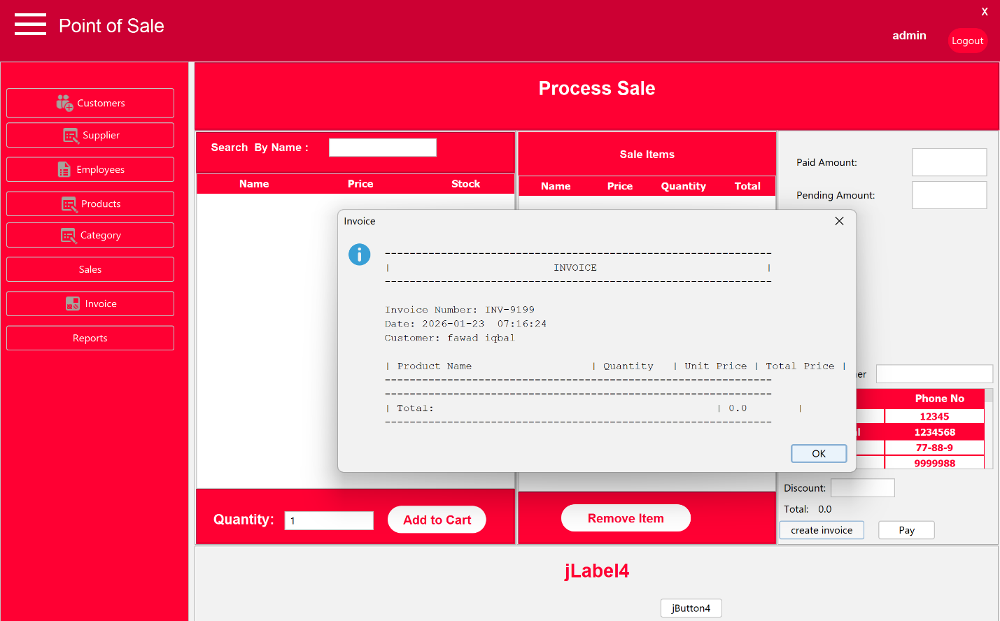 Point of Sale
X
admin
Logout
Customers
Supplier
Employees
Products
Category
Sales
Invoice
Reports
Process Sale
Search  By Name :
Name Price Stock
Sale Items
Name Price Quantity Total
Paid Amount:
Pending Amount:
Invoice
------------------------------------------------------------
| INVOICE |
------------------------------------------------------------
Invoice Number: INV-9199
Date: 2026-01-23  07:16:24
Customer: fawad iqbal
| Product Name | Quantity | Unit Price | Total Price |
------------------------------------------------------------
------------------------------------------------------------
| Total: | 0.0 |
------------------------------------------------------------
OK
er
Phone No
12345
l 1234568
77-88-9
9999988
Discount:
Total: 0.0
create invoice
Pay
Quantity: 1
Add to Cart
Remove Item
jLabel4
jButton4